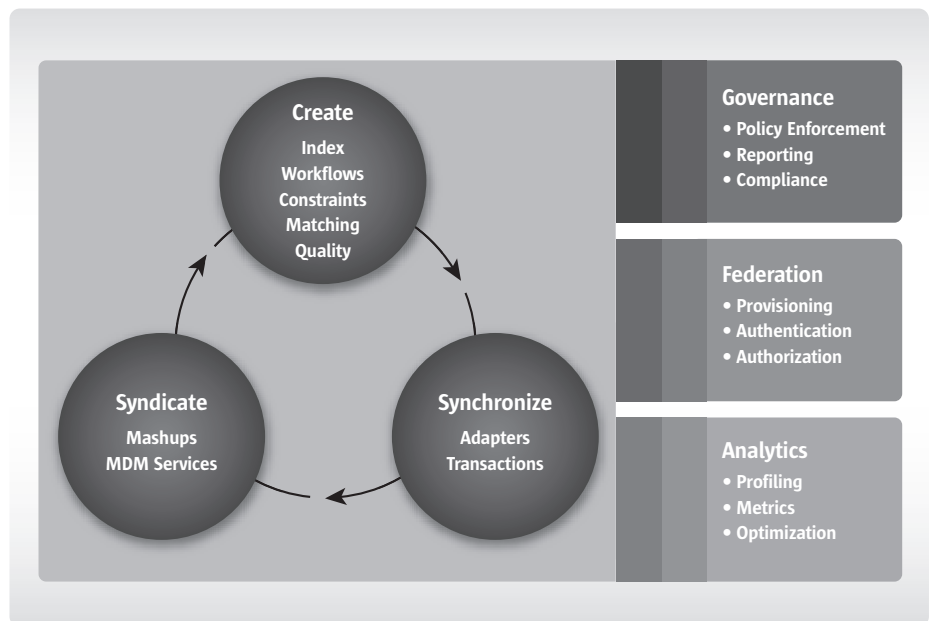 Create
Index
Workflows
Constraints
Matching
Quality
Syndicate
Mashups
MDM Services
Synchronize
Adapters
Transactions
Governance
• Policy Enforcement
• Reporting
• Compliance
Federation
• Provisioning
• Authentication
• Authorization
Analytics
• Profiling
• Metrics
• Optimization